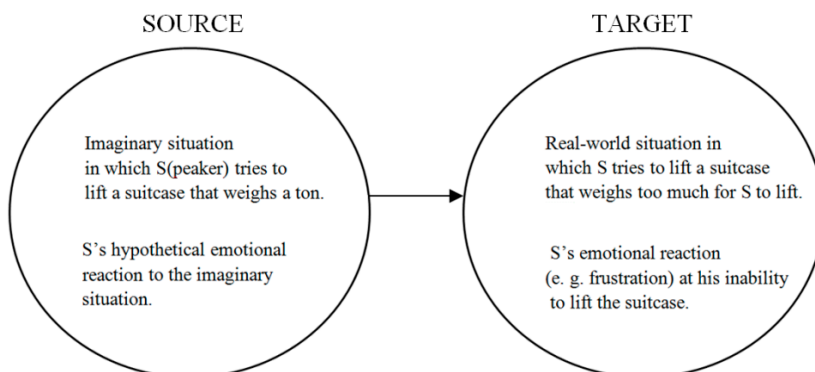 SOURCE
Imaginary situation
in which S(peaker) tries to
lift a suitcase that weighs a ton.
S's hypothetical emotional
reaction to the imaginary
situation.
TARGET
Real-world situation in
which S tries to lift a suitcase
that weighs too much for S to lift.
S's emotional reaction
(e. g. frustration) at his inability
to lift the suitcase.